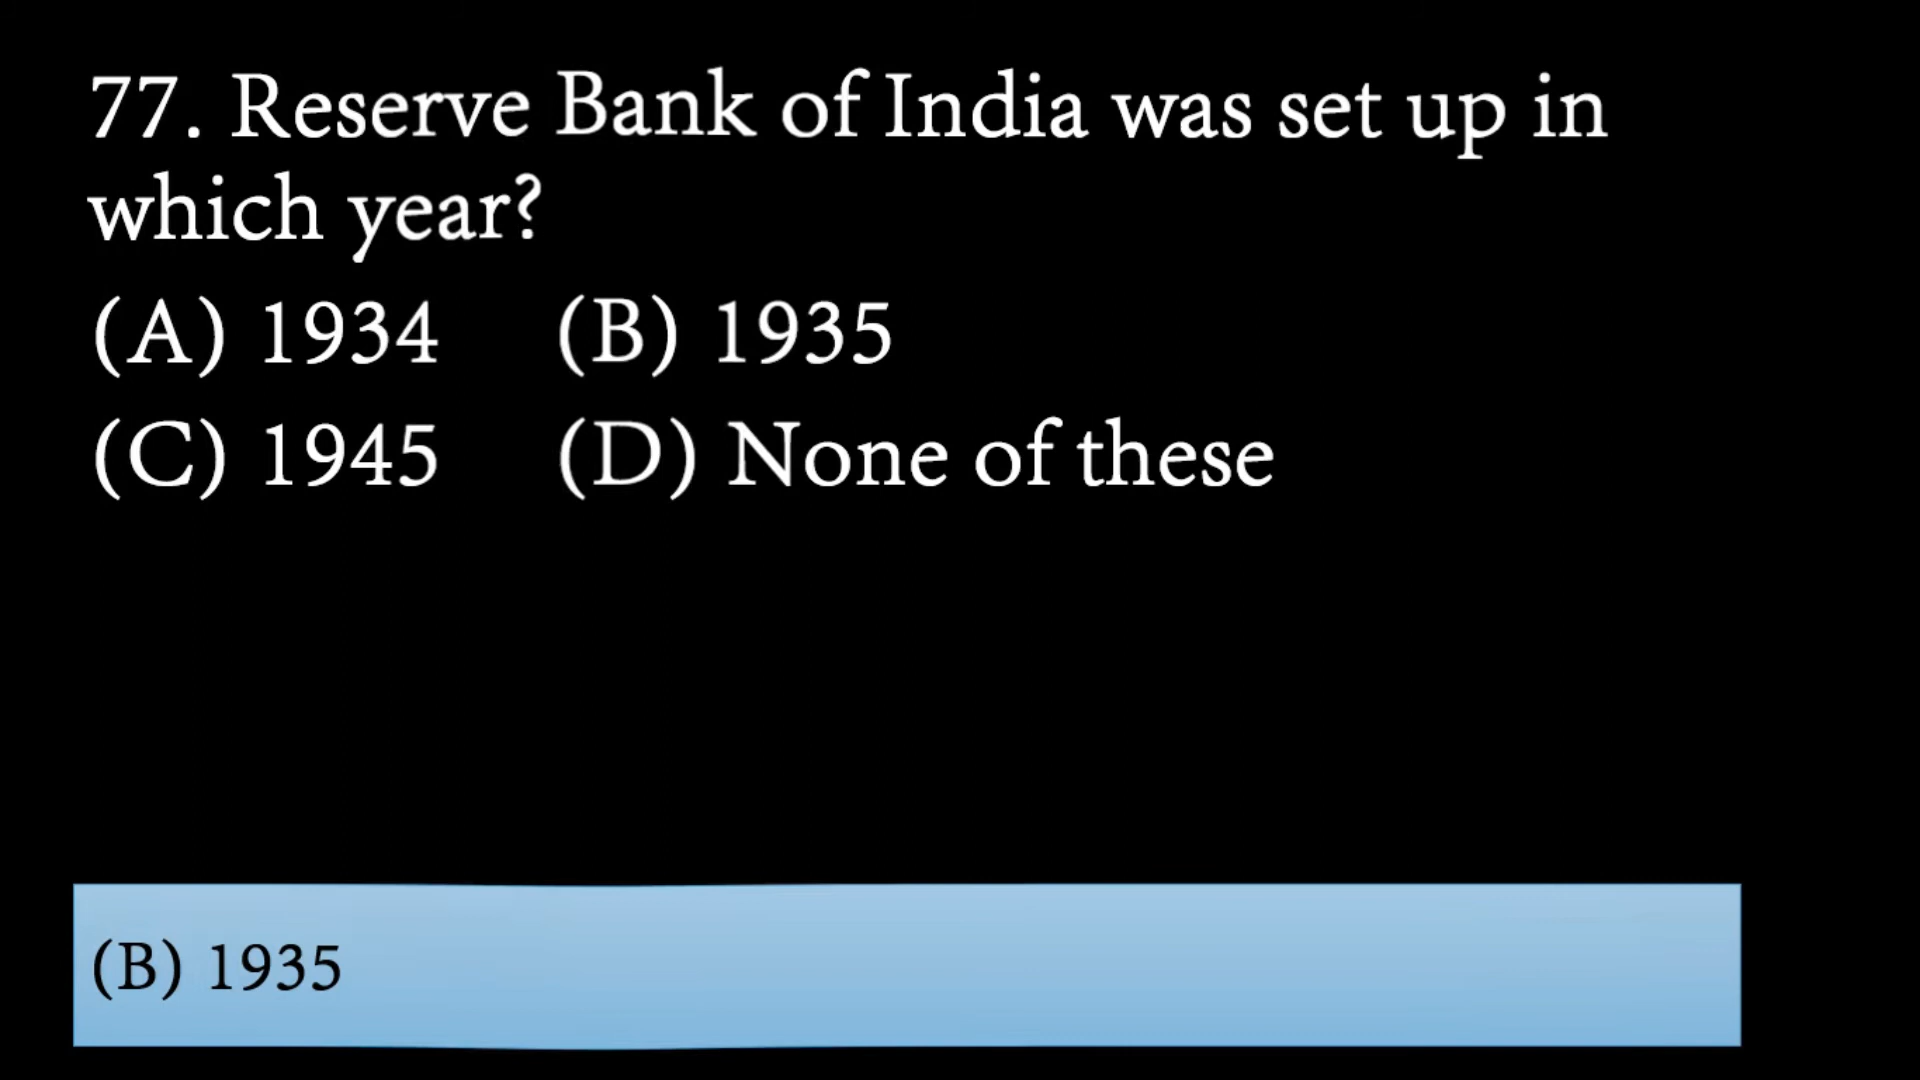 77. Reserve Bank of India was set up in
which year?
(A) 1934 (B) 1935
(C) 1945 (D) None of these
(B) 1935